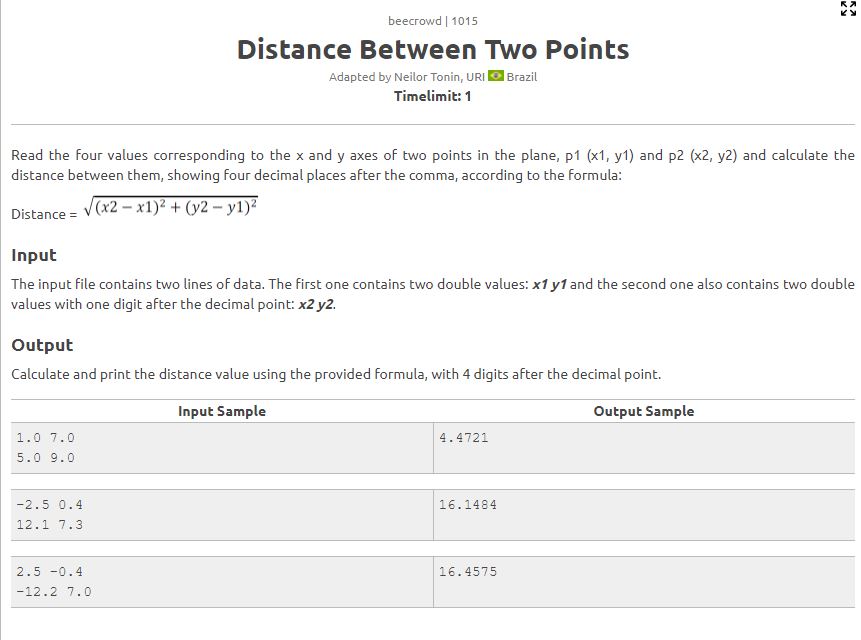 beecrowd | 1015
Distance Between Two Points
Adapted by Neilor Tonin, URI Brazil
Timelimit: 1
Read the four values corresponding to the x and y axes of two points in the plane, p1 (x1, y1) and p2 (x2, y2) and calculate the
distance between them, showing four decimal places after the comma, according to the formula:
Distance = √(x2 − x1)² + (y2 − y1)²
Input
The input file contains two lines of data. The first one contains two double values: x1 y1 and the second one also contains two double
values with one digit after the decimal point: x2 y2.
Output
Calculate and print the distance value using the provided formula, with 4 digits after the decimal point.
Input Sample Output Sample
1.0 7.0 4.4721
5.0 9.0
-2.5 0.4 16.1484
12.1 7.3
2.5 -0.4 16.4575
-12.2 7.0